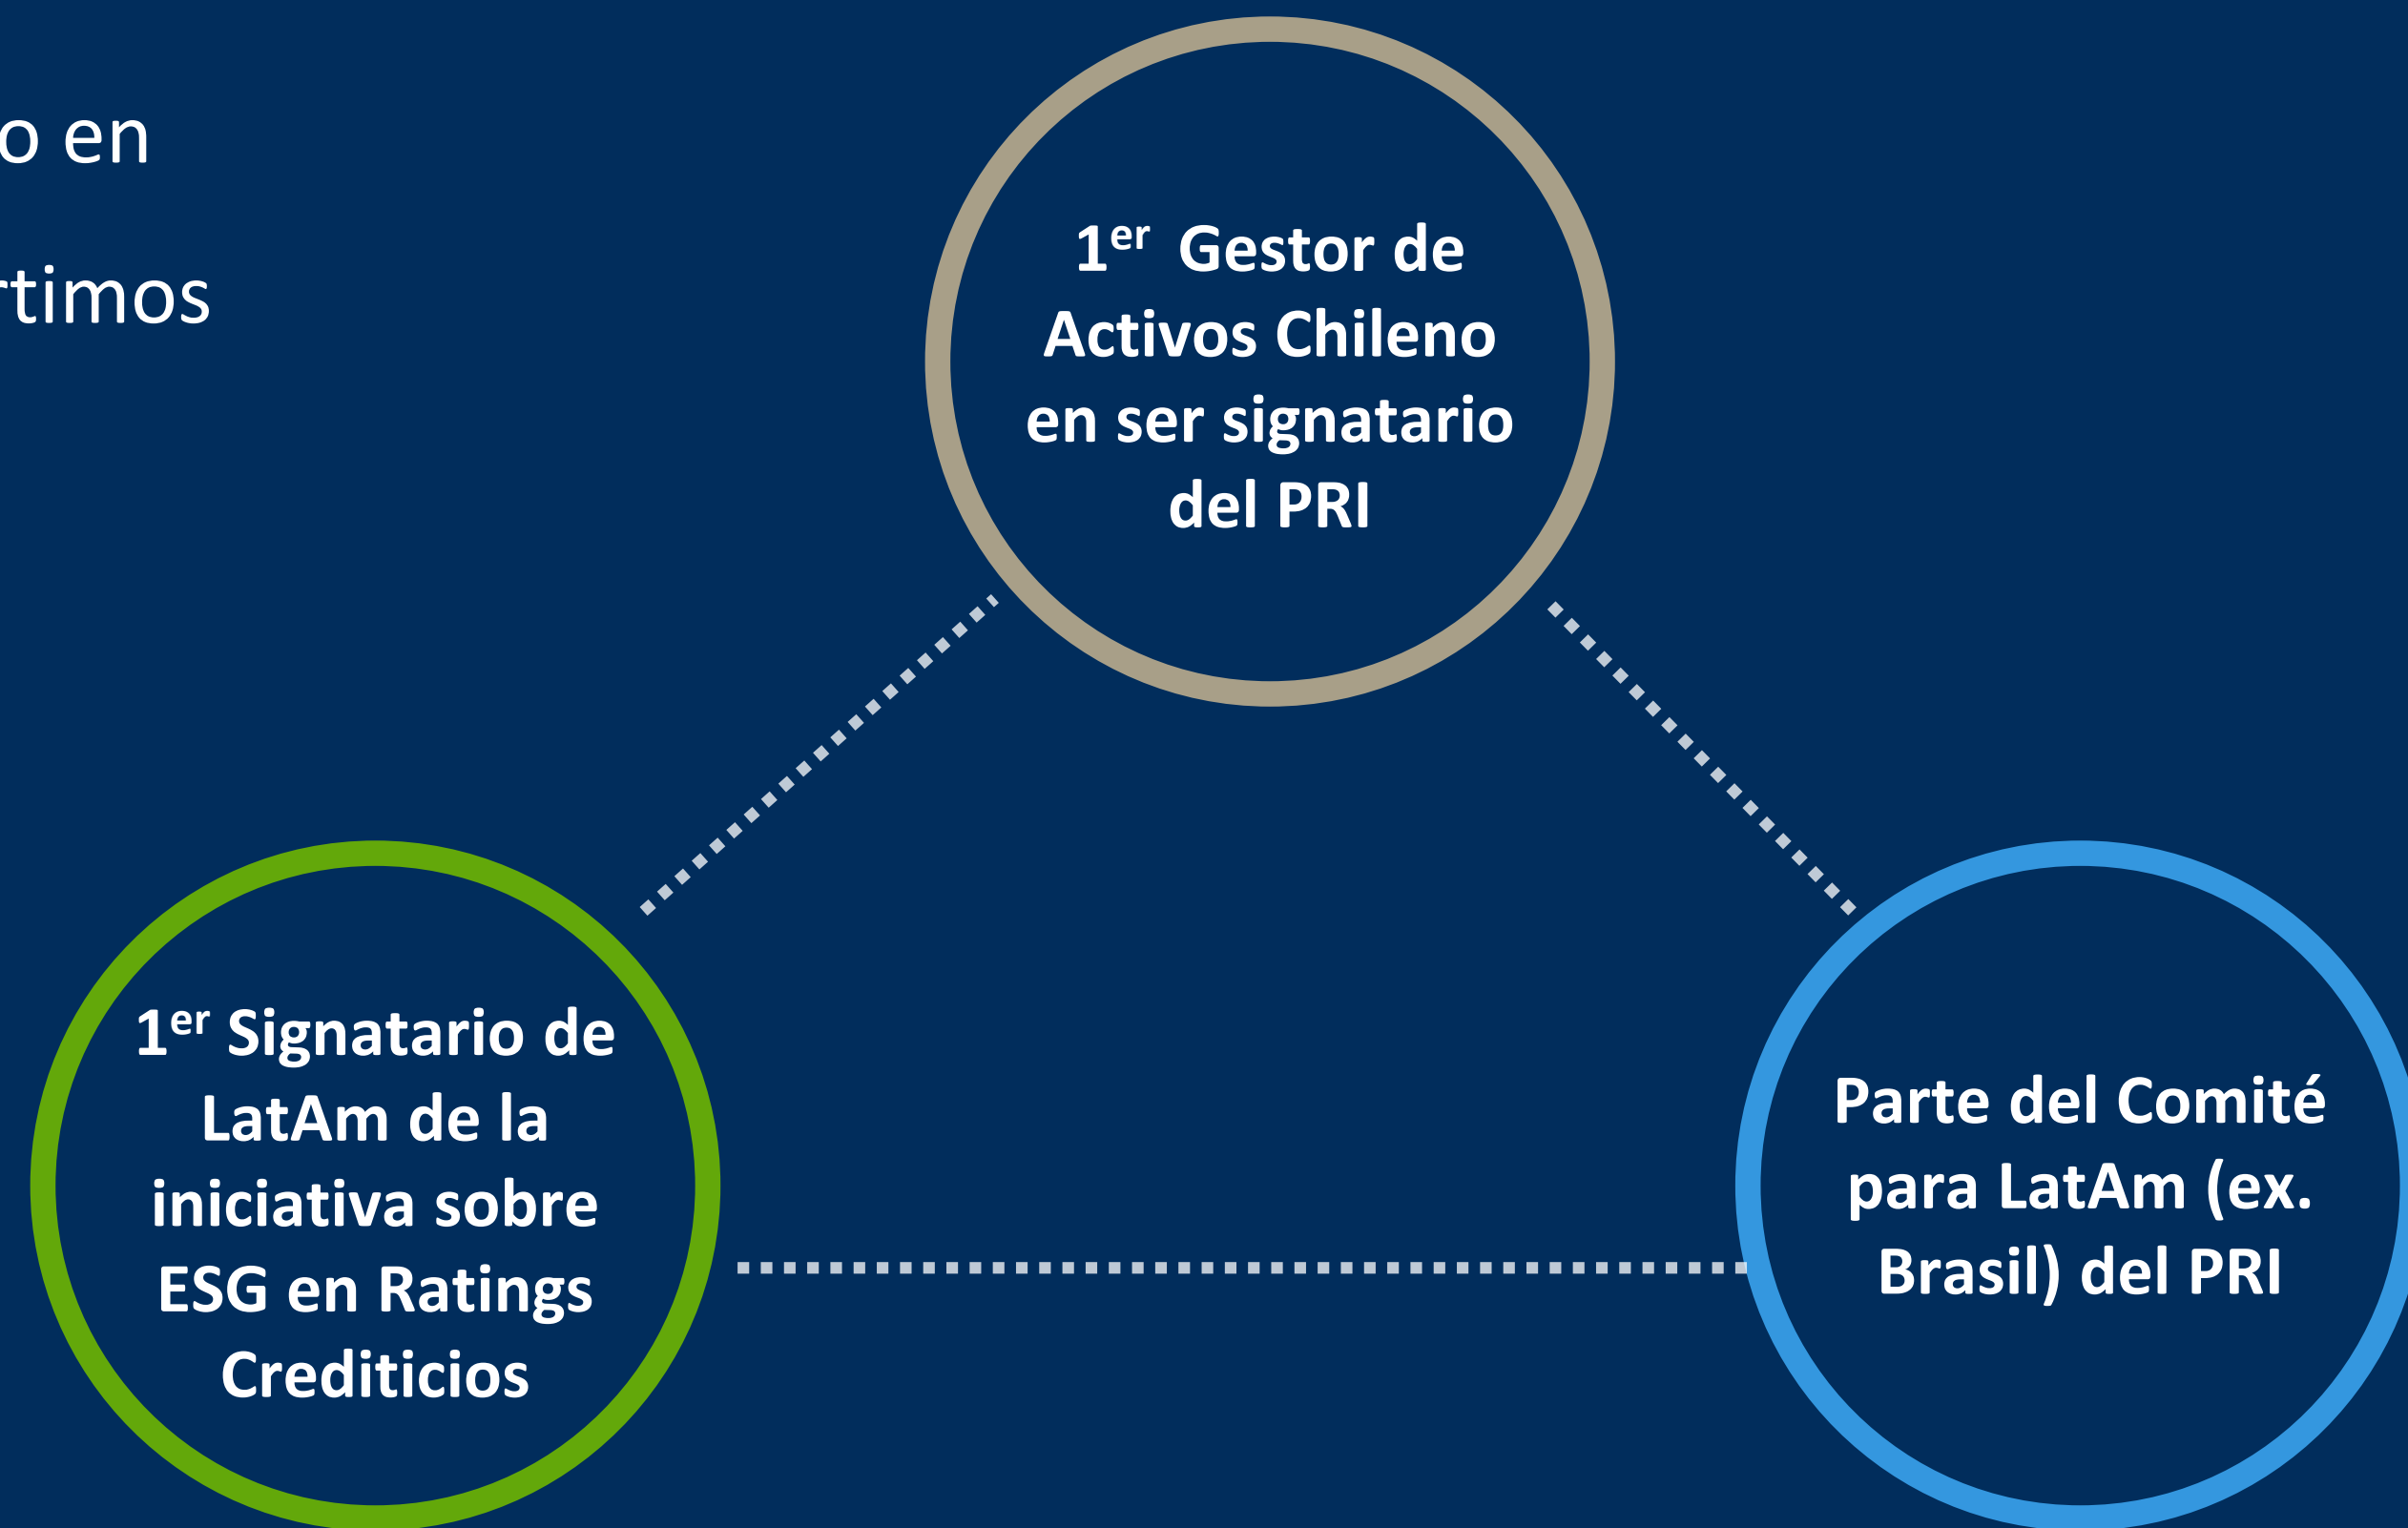 o en
timos
1er Gestor de
Activos Chileno
en ser signatario
del PRI
1er Signatario de
LatAm de la
iniciativa sobre
ESG en Ratings
Crediticios
Parte del Comité
para LatAm (ex.
Brasil) del PRI